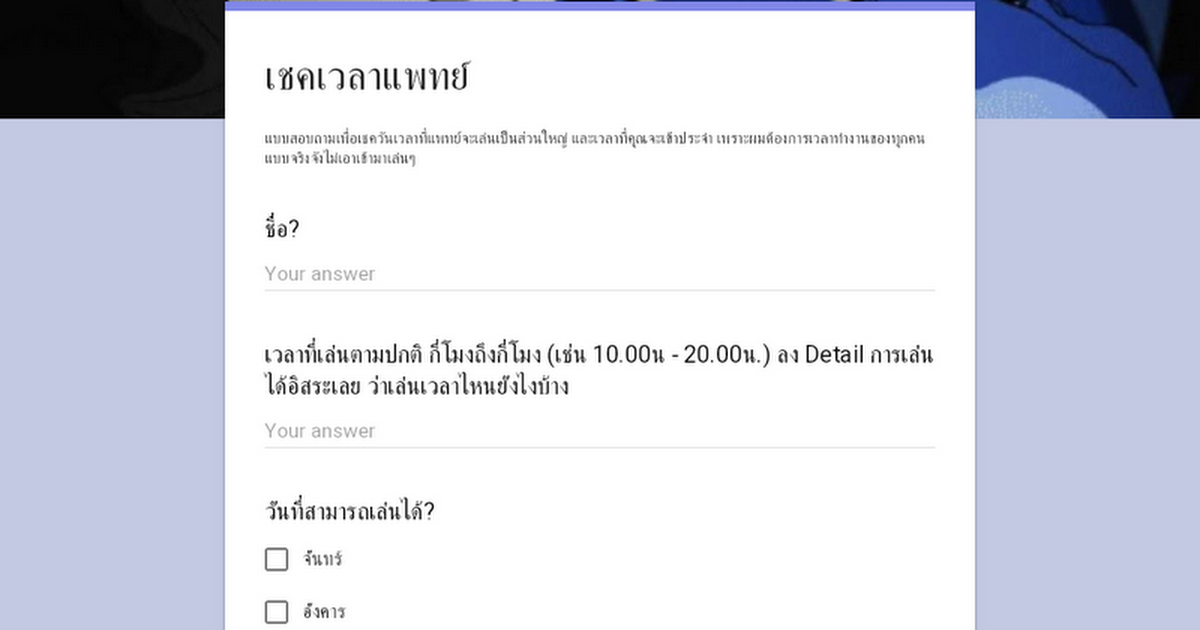 เชคเวลาแพทย์
แบบสอบถามเพื่อเชควันเวลาที่แพทย์จะเล่นเป็นส่วนใหญ่ และเวลาที่คุณจะเข้าประจำ เพราะผมต้องการเวลาทำงานของทุกคน
แบบจริงจังไม่เอาเข้ามาเล่นๆ
ชื่อ?
Your answer
เวลาที่เล่นตามปกติ กี่โมงถึงกี่โมง (เช่น 10.00น - 20.00น.) ลง Detail การเล่น
ได้อิสระเลย ว่าเล่นเวลาไหนยังไงบ้าง
Your answer
วันที่สามารถเล่นได้?
จันทร์
อังคาร